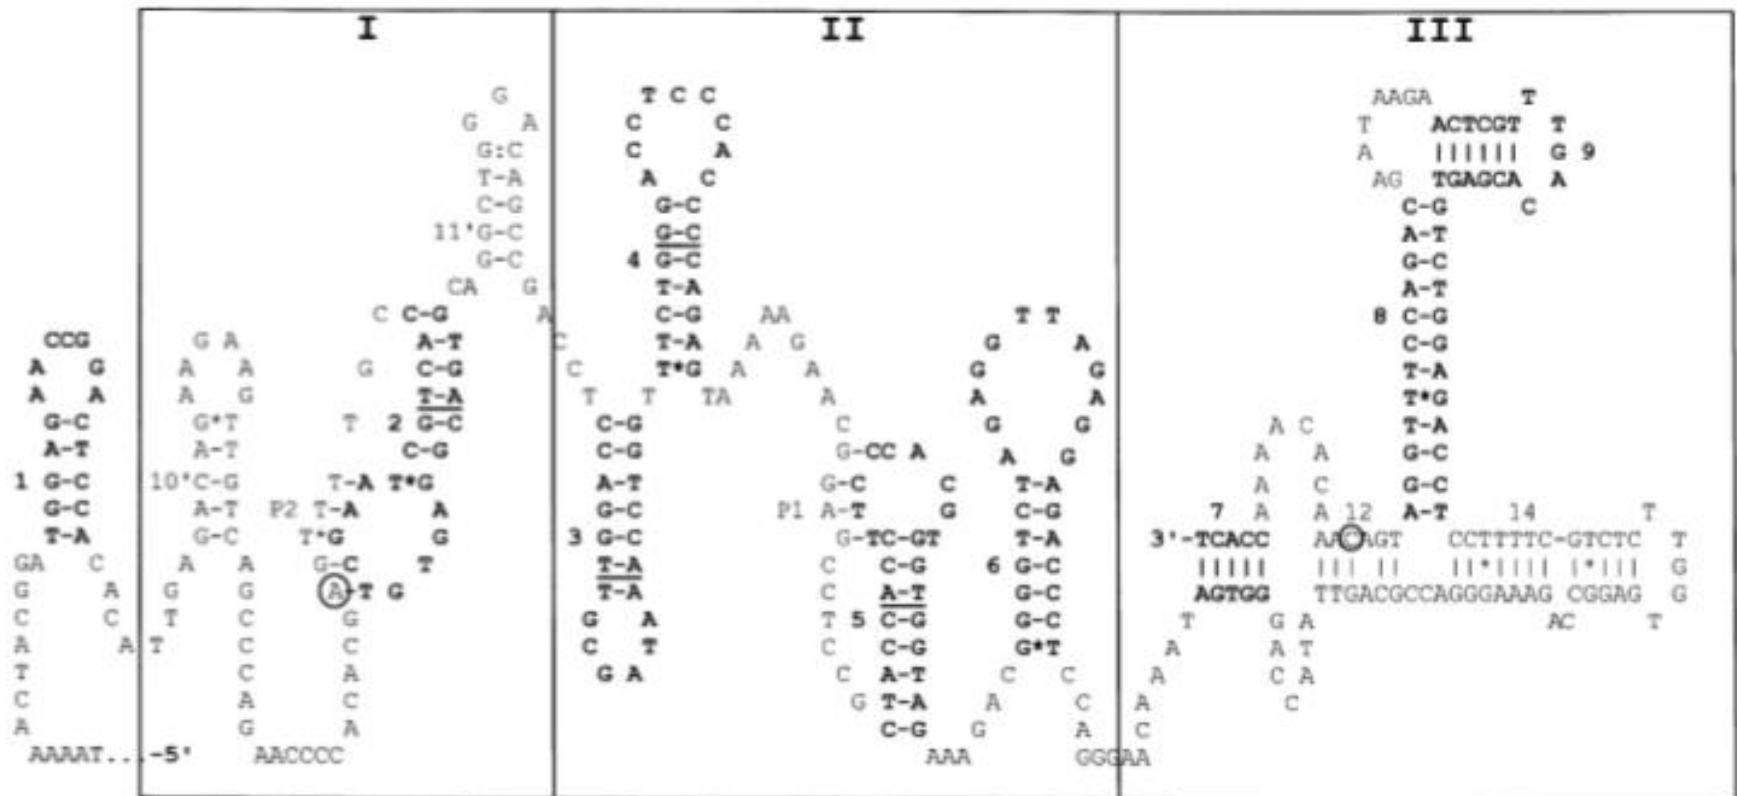 I II III
G T C C AAGA T
G A C C T ACTCGT T
G:C C A A |||||| G 9
T-A A C AG TGAGCA A
C-G G-C C-G C
11'G-C G-C A-T
G-C 4 G-C G-C
CA G T-A A-T
C C-G A C-G AA T T 8 C-G
CCG G A A-T C T-A A G G A C-G
A G A A G C-G C T*G A A G G T-A
A A A G T-A T T TA A A A T*G
G-C G*T T 2 G-C C-G C G G A C T-A
A-T A-T C-G C-G G-CC A A G A A G-C
1 G-C 10'C-G T-A T*G A-T G-C C T-A A C G-C
G-C A-T P2 T-A A G-C P1 A-T G C-G 7 A A 12 A-T 14 T
T-A G-C T*G G 3 G-C G-TC-GT T-A 3'-TCACC AACAGT CCTTTTC-GTCTC T
GA C A A G-C T T-A C C-G 6 G-C ||||| ||| || ||*|||| |*||| G
G A G G A-TG T-A C A-T G-C AGTGG TTGACGCCAGGGAAAG CGGAG G
C C T C G G A T 5 C-G G-C T G A AC T
A A T C C C T C C-G G*T A A T
T C A G A C A-T C C A C A
C A C G T-A A C A C
A G A C-G G A C
AAAAT...-5' AACCCC AAA GGGAA